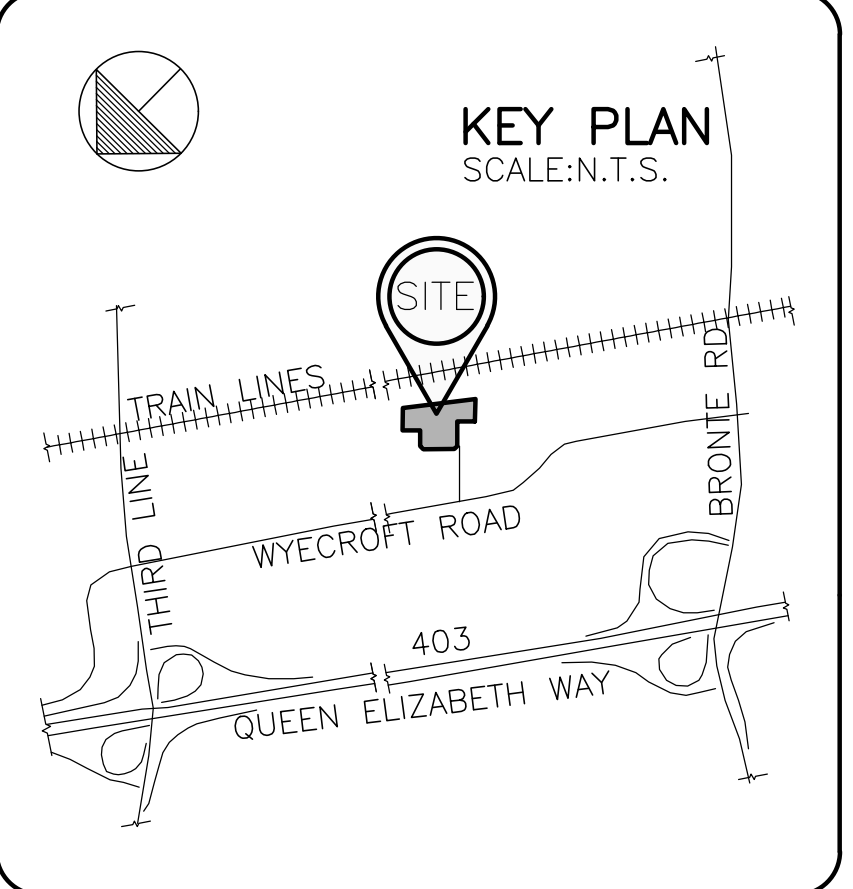 KEY PLAN
SCALE:N.T.S.
SITE
TRAIN LINES
BRONTE RD
THIRD LINE
WYECROFT ROAD
403
QUEEN ELIZABETH WAY